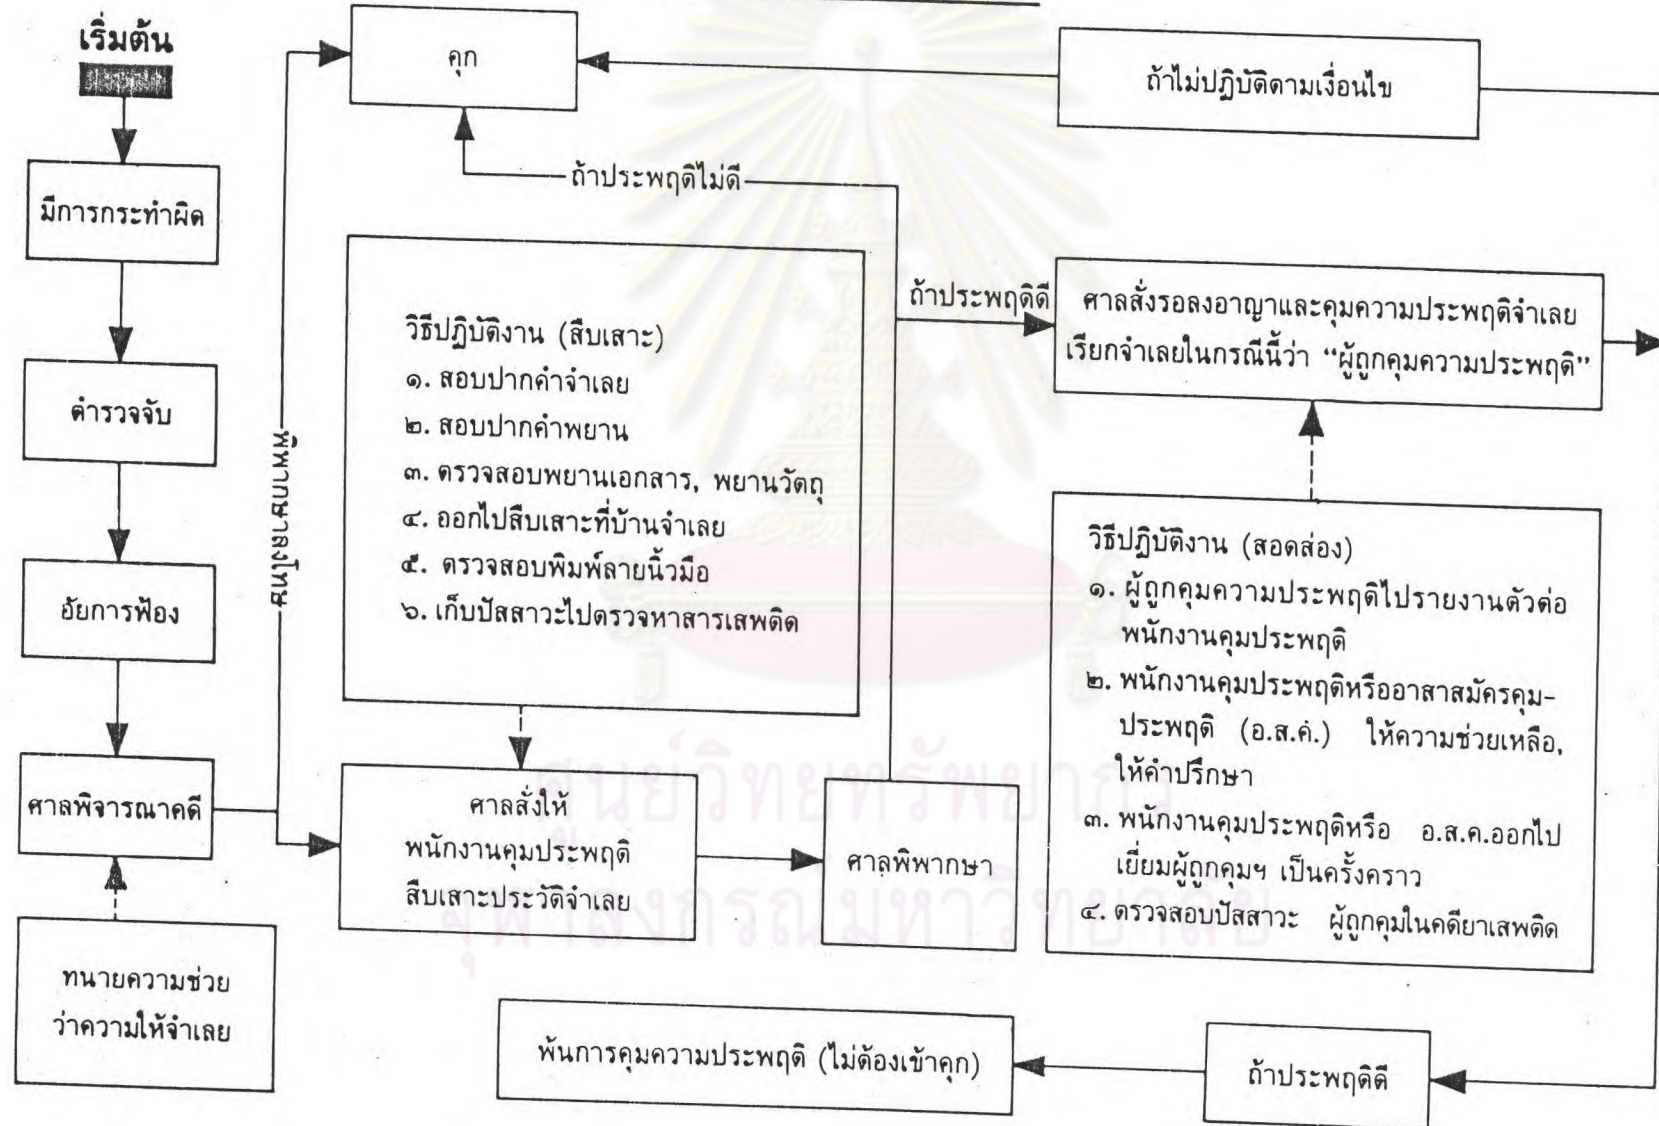 เริ่มต้น
มีการกระทำผิด
ตำรวจจับ
อัยการฟ้อง
ศาลพิจารณาคดี
ทนายความช่วย
ว่าความให้จำเลย
พิพากษาลงโทษ
คุก
ถ้าประพฤติไม่ดี
ถ้าไม่ปฏิบัติตามเงื่อนไข
วิธีปฏิบัติงาน (สืบเสาะ)
๑. สอบปากคำจำเลย
๒. สอบปากคำพยาน
๓. ตรวจสอบพยานเอกสาร, พยานวัตถุ
๔. ออกไปสืบเสาะที่บ้านจำเลย
๕. ตรวจสอบพิมพ์ลายนิ้วมือ
๖. เก็บปัสสาวะไปตรวจหาสารเสพติด
ศาลสั่งให้
พนักงานคุมประพฤติ
สืบเสาะประวัติจำเลย
ศาลพิพากษา
ถ้าประพฤติดี
ศาลสั่งรอลงอาญาและคุมความประพฤติจำเลย
เรียกจำเลยในกรณีนี้ว่า “ผู้ถูกคุมความประพฤติ”
วิธีปฏิบัติงาน (สอดส่อง)
๑. ผู้ถูกคุมความประพฤติไปรายงานตัวต่อ
พนักงานคุมประพฤติ
๒. พนักงานคุมประพฤติหรืออาสาสมัครคุม-
ประพฤติ (อ.ส.ค.) ให้ความช่วยเหลือ,
ให้คำปรึกษา
๓. พนักงานคุมประพฤติหรือ อ.ส.ค.ออกไป
เยี่ยมผู้ถูกคุมฯ เป็นครั้งคราว
๔. ตรวจสอบปัสสาวะ ผู้ถูกคุมในคดียาเสพติด
ถ้าประพฤติดี
พ้นการคุมความประพฤติ (ไม่ต้องเข้าคุก)
ศูนย์วิทยทรัพยากร
จุฬาลงกรณ์มหาวิทยาลัย